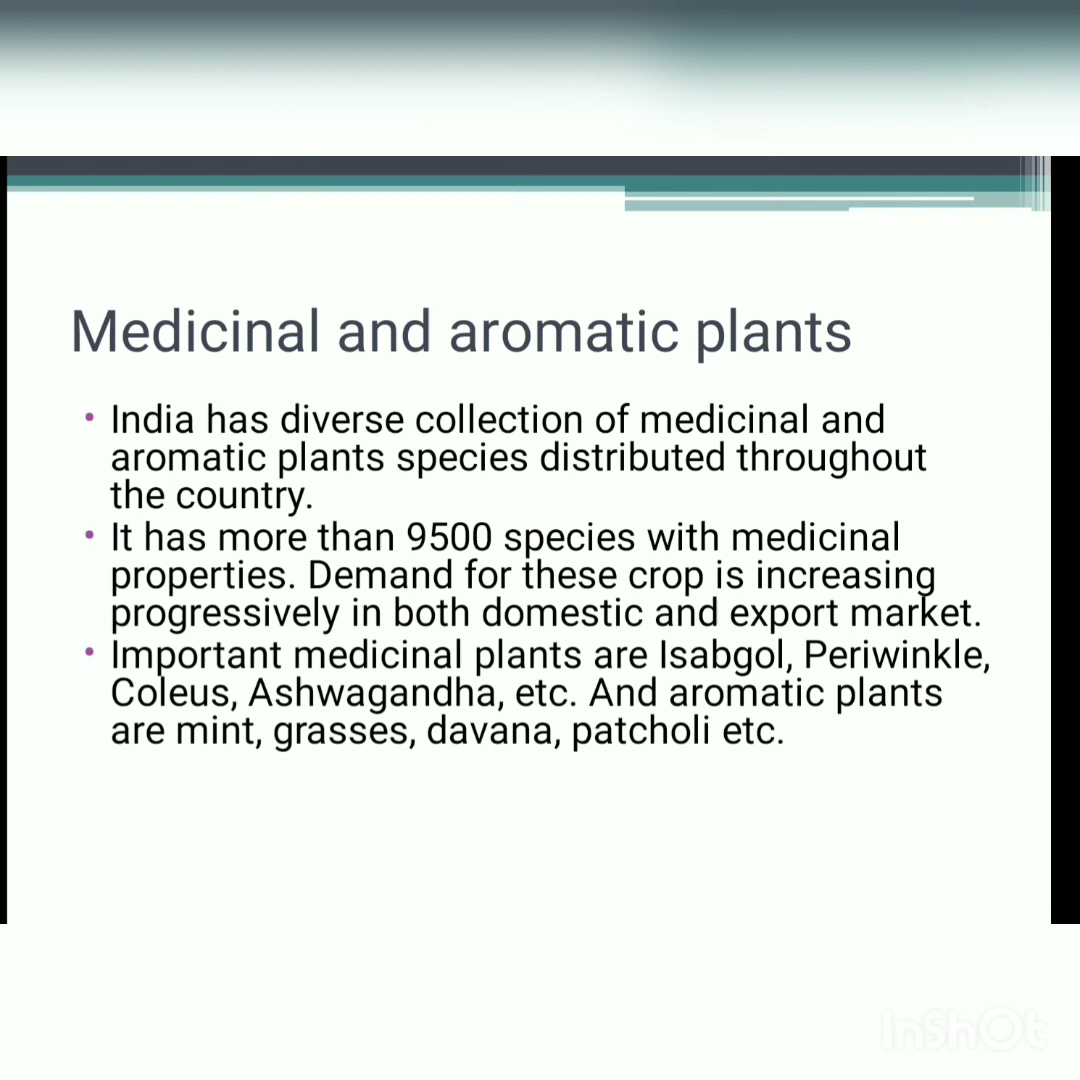 Medicinal and aromatic plants
• India has diverse collection of medicinal and
aromatic plants species distributed throughout
the country.
• It has more than 9500 species with medicinal
properties. Demand for these crop is increasing
progressively in both domestic and export market.
• Important medicinal plants are Isabgol, Periwinkle,
Coleus, Ashwagandha, etc. And aromatic plants
are mint, grasses, davana, patcholi etc.
InShOt